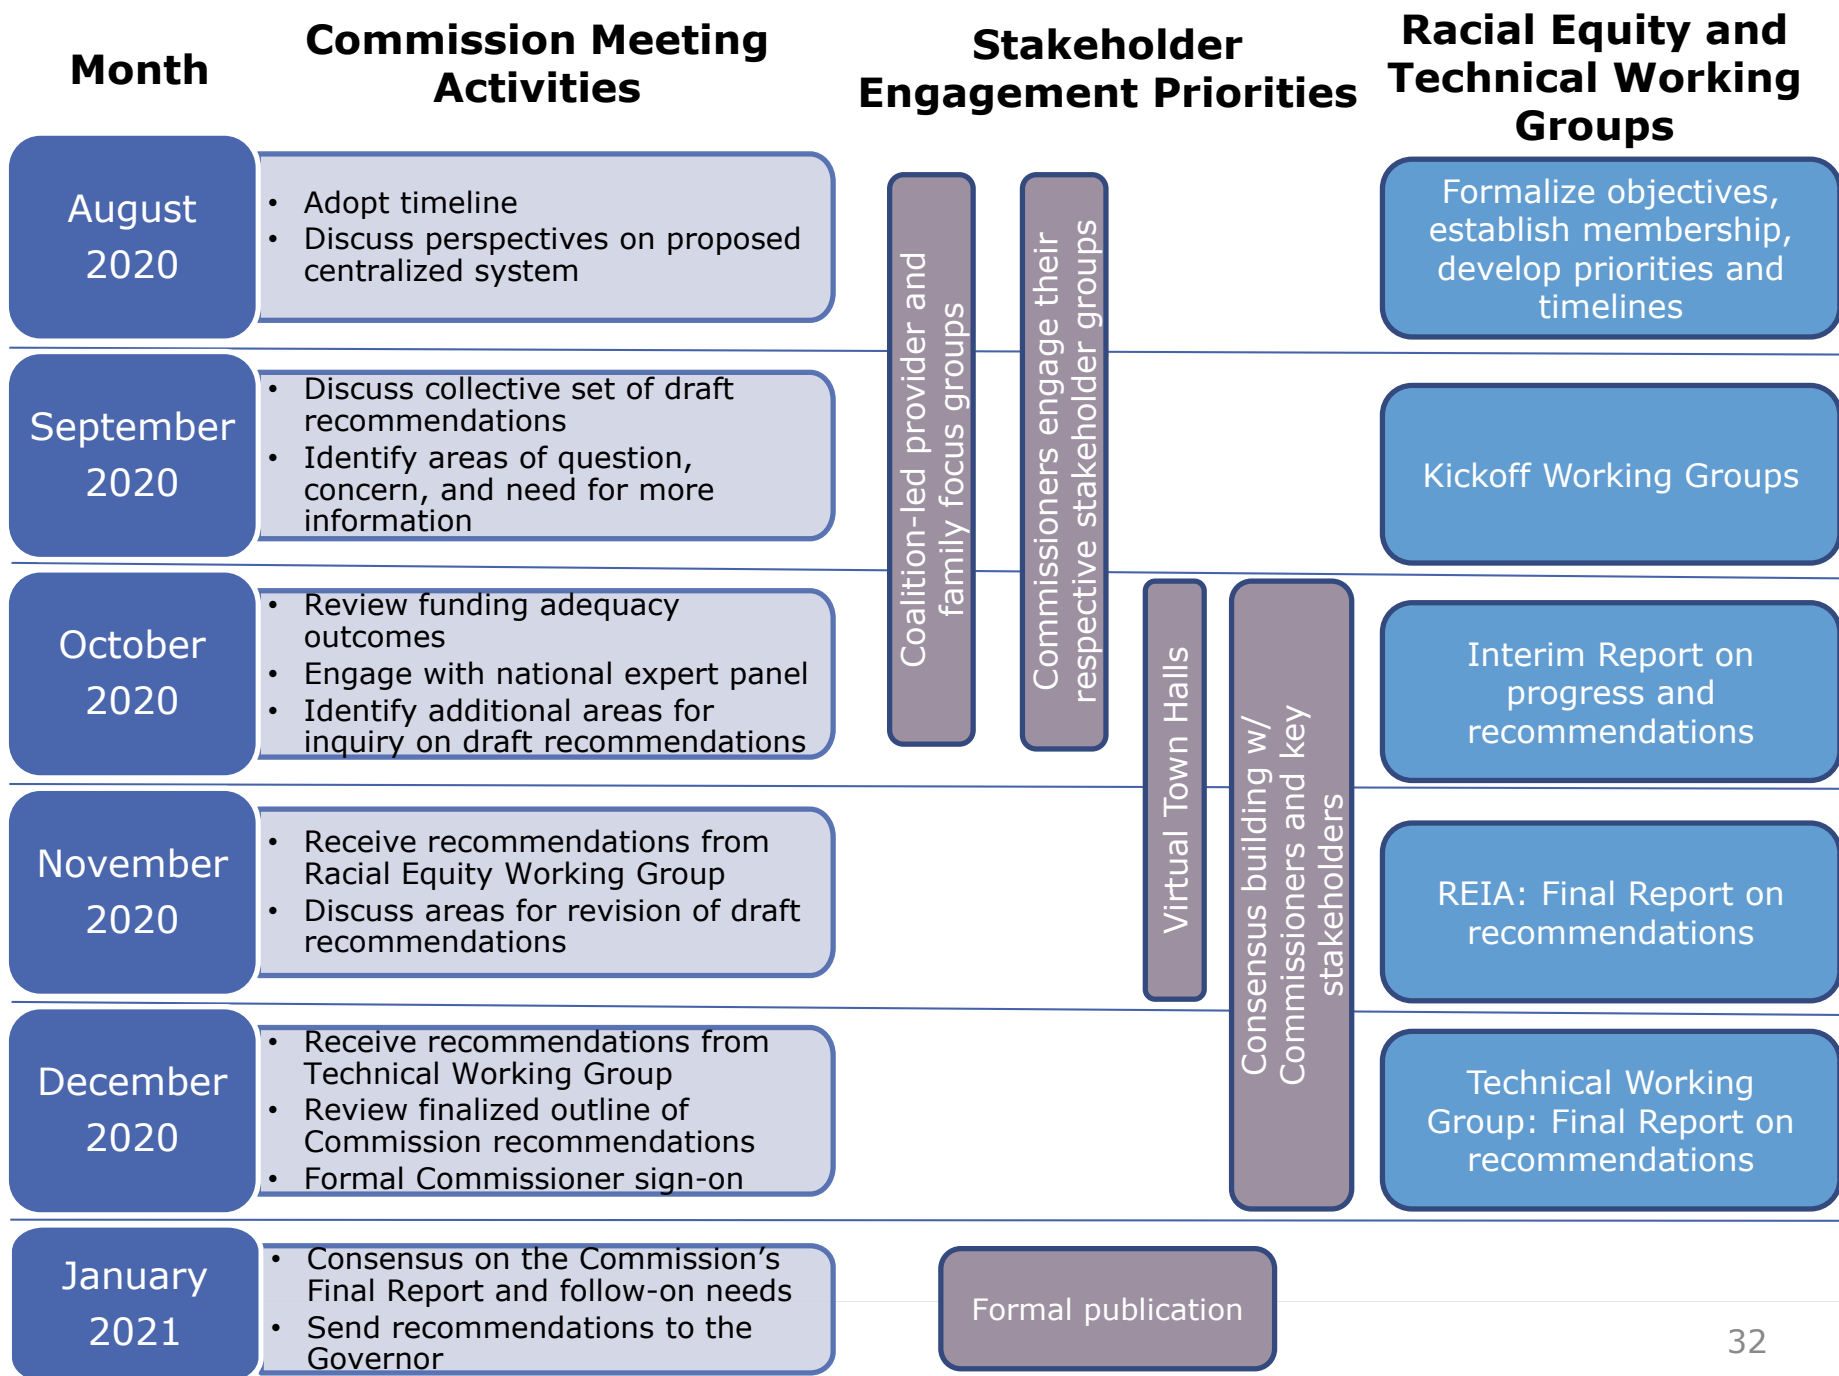 Month
Commission Meeting
Activities
Stakeholder
Engagement Priorities
Racial Equity and
Technical Working
Groups
August
2020
• Adopt timeline
• Discuss perspectives on proposed
centralized system
Formalize objectives,
establish membership,
develop priorities and
timelines
September
2020
• Discuss collective set of draft
recommendations
• Identify areas of question,
concern, and need for more
information
Kickoff Working Groups
October
2020
• Review funding adequacy
outcomes
• Engage with national expert panel
• Identify additional areas for
inquiry on draft recommendations
Interim Report on
progress and
recommendations
Coalition-led provider and
family focus groups
Commissioners engage their
respective stakeholder groups
Virtual Town Halls
Consensus building w/
Commissioners and key
stakeholders
November
2020
• Receive recommendations from
Racial Equity Working Group
• Discuss areas for revision of draft
recommendations
REIA: Final Report on
recommendations
December
2020
• Receive recommendations from
Technical Working Group
• Review finalized outline of
Commission recommendations
• Formal Commissioner sign-on
Technical Working
Group: Final Report on
recommendations
January
2021
• Consensus on the Commission’s
Final Report and follow-on needs
• Send recommendations to the
Governor
Formal publication
32